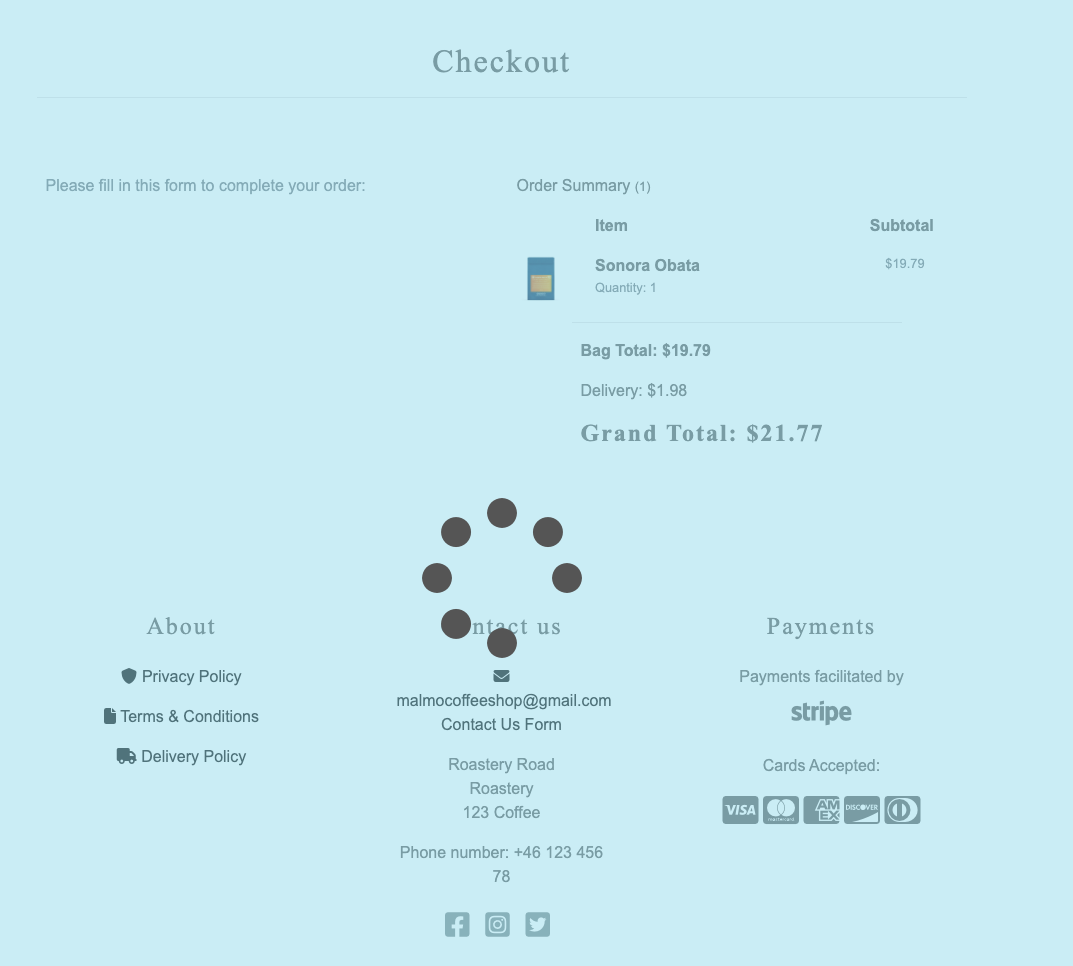 Checkout
Please fill in this form to complete your order:
Order Summary (1)
Item Subtotal
Sonora Obata $19.79
Quantity: 1
Bag Total: $19.79
Delivery: $1.98
Grand Total: $21.77
About
Privacy Policy
Terms & Conditions
Delivery Policy
ntact us
malmocoffeeshop@gmail.com
Contact Us Form
Roastery Road
Roastery
123 Coffee
Phone number: +46 123 456
78
Payments
Payments facilitated by
stripe
Cards Accepted:
VISA mastercard AM EX DISCOVER